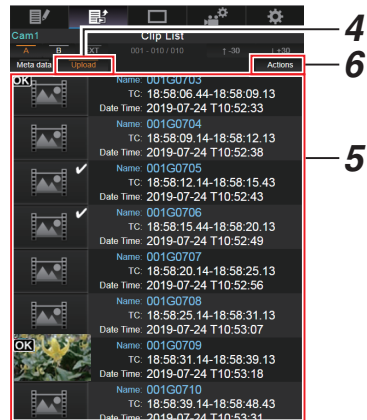 Cam1 Clip List
A B XT 001 - 010 / 010 ↑ -30 ↓ +30
Meta data Upload Actions
4
6
5
OK Name: 001G0703
TC: 18:58:06.44-18:58:09.13
Date Time: 2019-07-24 T10:52:33
Name: 001G0704
TC: 18:58:09.14-18:58:12.13
Date Time: 2019-07-24 T10:52:38
Name: 001G0705
TC: 18:58:12.14-18:58:15.43
Date Time: 2019-07-24 T10:52:43
Name: 001G0706
TC: 18:58:15.44-18:58:20.13
Date Time: 2019-07-24 T10:52:49
Name: 001G0707
TC: 18:58:20.14-18:58:25.13
Date Time: 2019-07-24 T10:52:56
Name: 001G0708
TC: 18:58:25.14-18:58:31.13
Date Time: 2019-07-24 T10:53:07
OK Name: 001G0709
TC: 18:58:31.14-18:58:39.13
Date Time: 2019-07-24 T10:53:18
Name: 001G0710
TC: 18:58:39.14-18:58:48.43
Date Time: 2019-07-24 T10:53:31